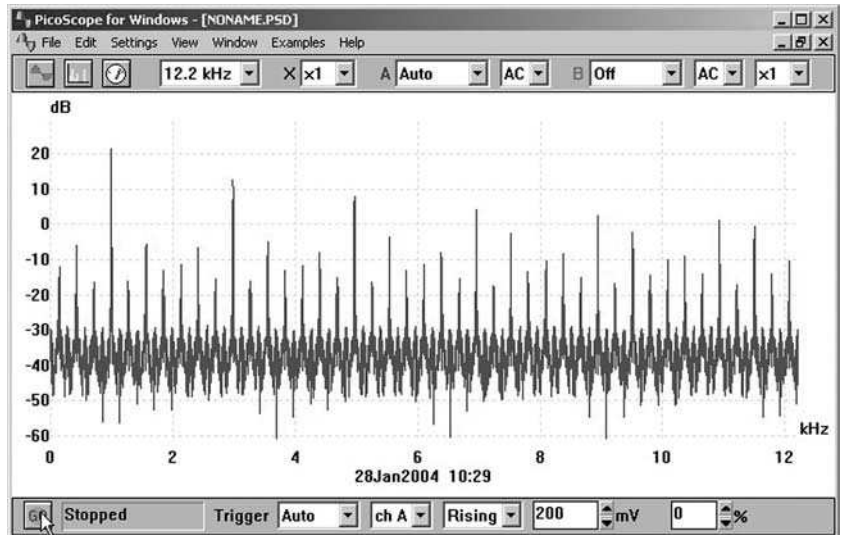 PicoScope for Windows - [NONAME.PSD]
File Edit Settings View Window Examples Help
12.2 kHz X x1 A Auto AC B Off AC x1
dB
20
10
0
-10
-20
-30
-40
-50
-60
kHz
0 2 4 6 8 10 12
28Jan2004 10:29
Stopped Trigger Auto ch A Rising 200 mV 0 %